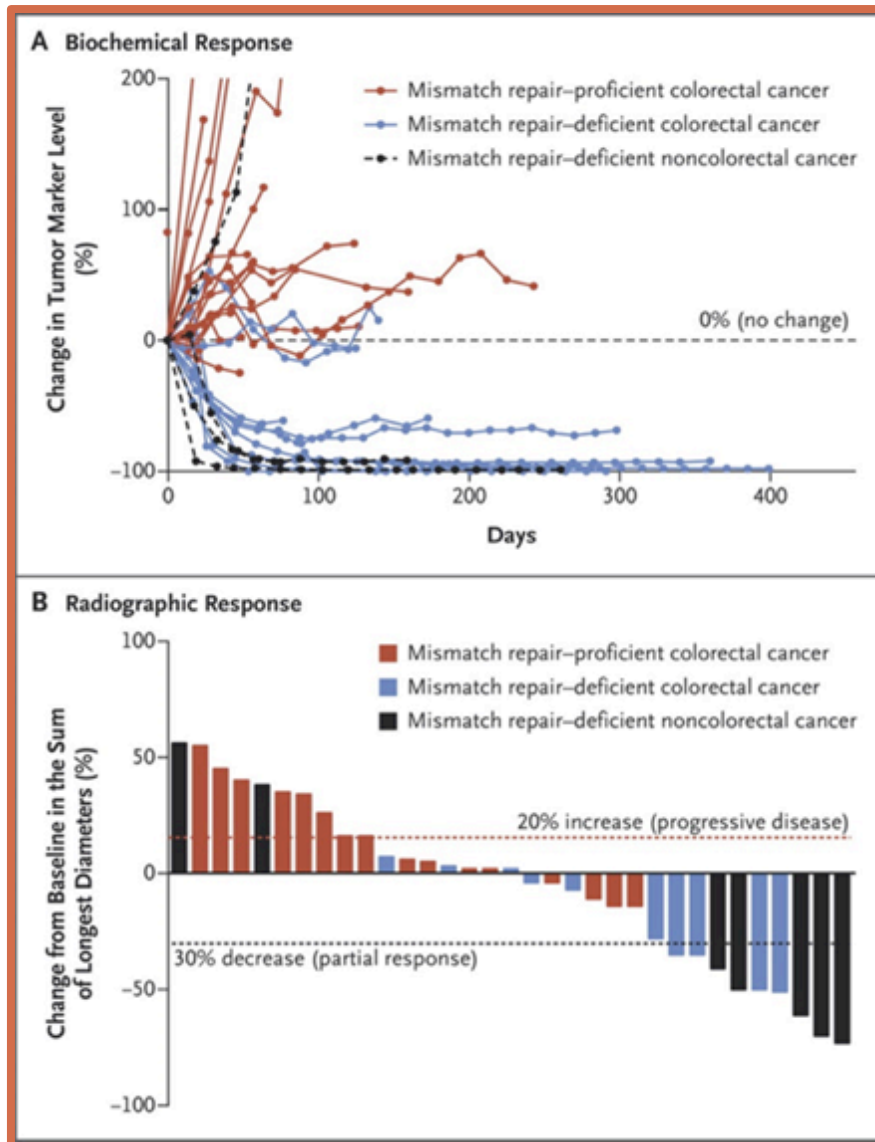 A Biochemical Response
200
100
0
−100
Change in Tumor Marker Level
(%)
Mismatch repair–proficient colorectal cancer
Mismatch repair–deficient colorectal cancer
Mismatch repair–deficient noncolorectal cancer
0% (no change)
0
100
200
300
400
Days
B Radiographic Response
100
50
0
−50
−100
Change from Baseline in the Sum
of Longest Diameters (%)
Mismatch repair–proficient colorectal cancer
Mismatch repair–deficient colorectal cancer
Mismatch repair–deficient noncolorectal cancer
20% increase (progressive disease)
30% decrease (partial response)